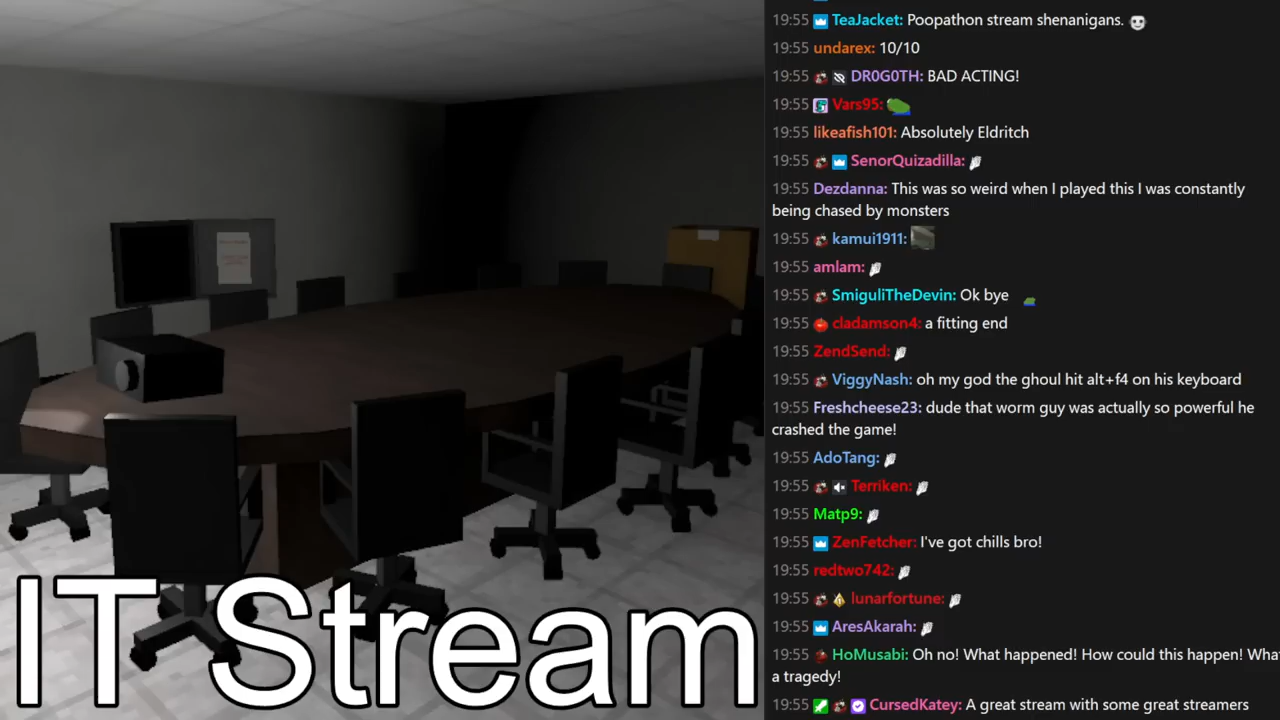 IT Stream
19:55 TeaJacket: Poopathon stream shenanigans.
19:55 undarex: 10/10
19:55 DR0G0TH: BAD ACTING!
19:55 Vars95:
19:55 likeafish101: Absolutely Eldritch
19:55 SenorQuizadilla:
19:55 Dezdanna: This was so weird when I played this I was constantly
being chased by monsters
19:55 kamui1911:
19:55 amlam:
19:55 SmiguliTheDevin: Ok bye
19:55 cladamson4: a fitting end
19:55 ZendSend:
19:55 ViggyNash: oh my god the ghoul hit alt+f4 on his keyboard
19:55 Freshcheese23: dude that worm guy was actually so powerful he
crashed the game!
19:55 AdoTang:
19:55 Terriken:
19:55 Matp9:
19:55 ZenFetcher: I've got chills bro!
19:55 redtwo742:
19:55 lunarfortune:
19:55 AresAkarah:
19:55 HoMusabi: Oh no! What happened! How could this happen! What
a tragedy!
19:55 CursedKatey: A great stream with some great streamers